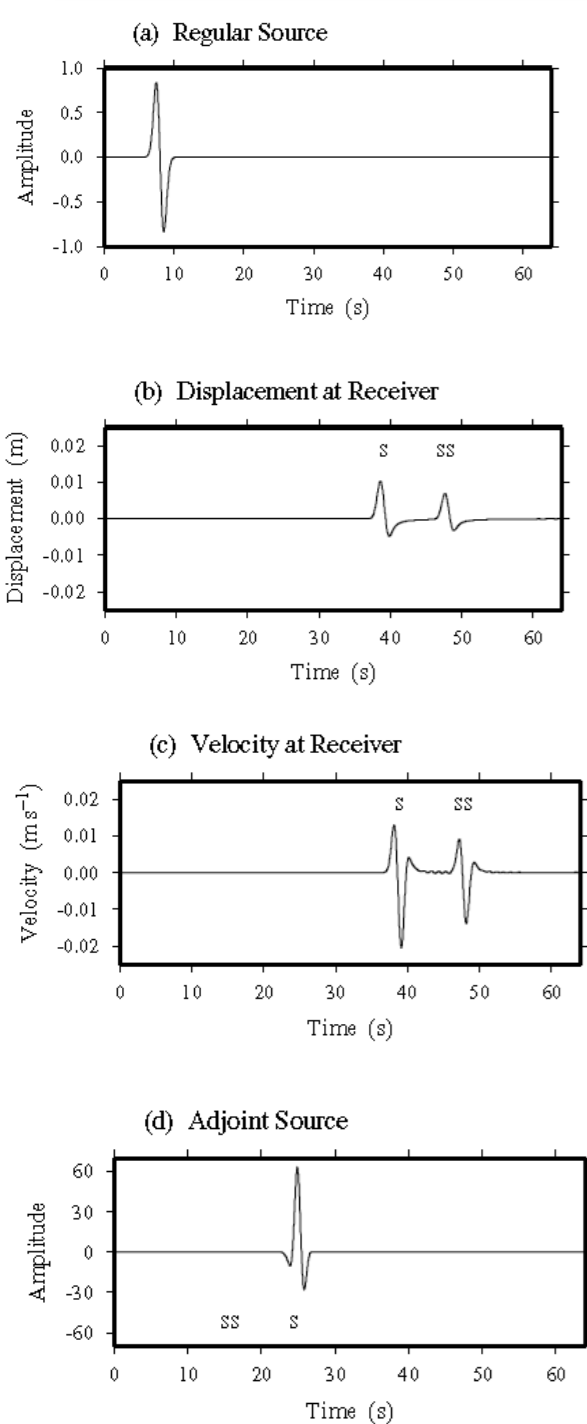 (a) Regular Source
1.0
0.5
0.0
-0.5
-1.0
Amplitude
0 10 20 30 40 50 60
Time (s)
(b) Displacement at Receiver
0.02
0.01
0.00
-0.01
-0.02
Displacement (m)
S SS
0 10 20 30 40 50 60
Time (s)
(c) Velocity at Receiver
0.02
0.01
0.00
-0.01
-0.02
Velocity (m s⁻¹)
S SS
0 10 20 30 40 50 60
Time (s)
(d) Adjoint Source
60
30
0
-30
-60
Amplitude
SS S
0 10 20 30 40 50 60
Time (s)